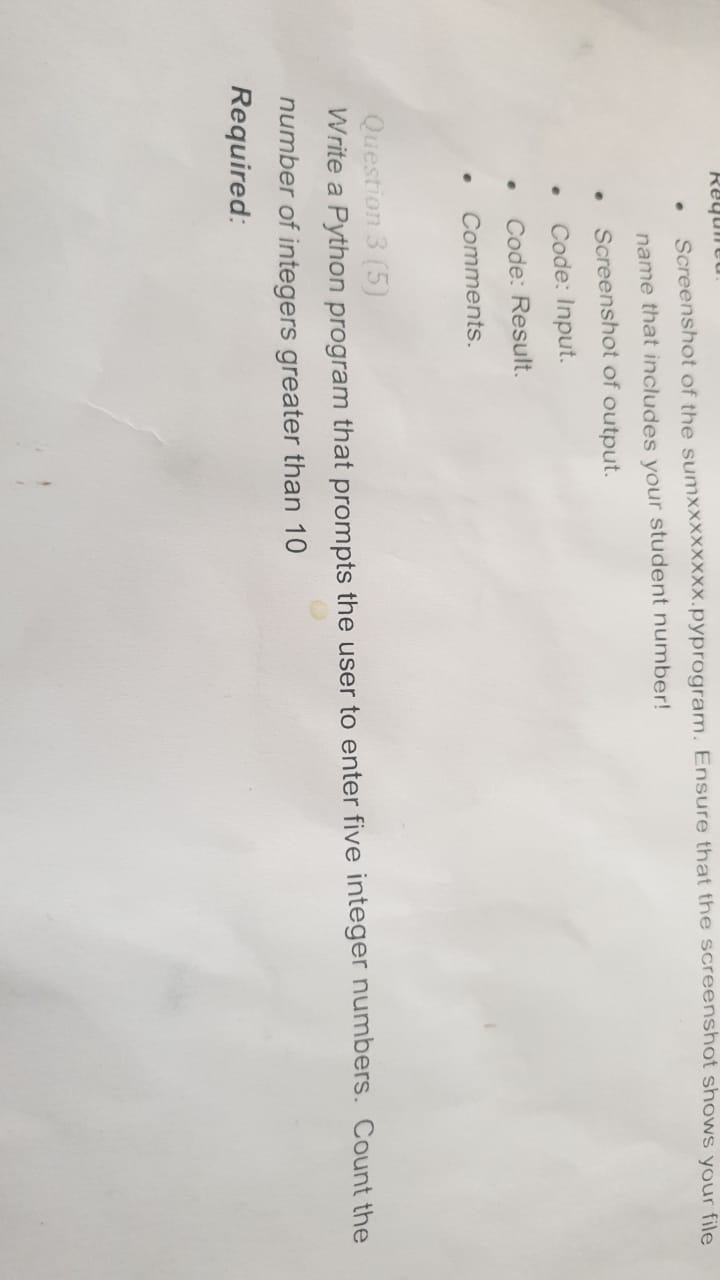 Required:
• Screenshot of the sumxxxxxxxx.pyprogram. Ensure that the screenshot shows your file
name that includes your student number!
• Screenshot of output.
• Code: Input.
• Code: Result.
• Comments.
Question 3 (5)
Write a Python program that prompts the user to enter five integer numbers. Count the
number of integers greater than 10
Required: